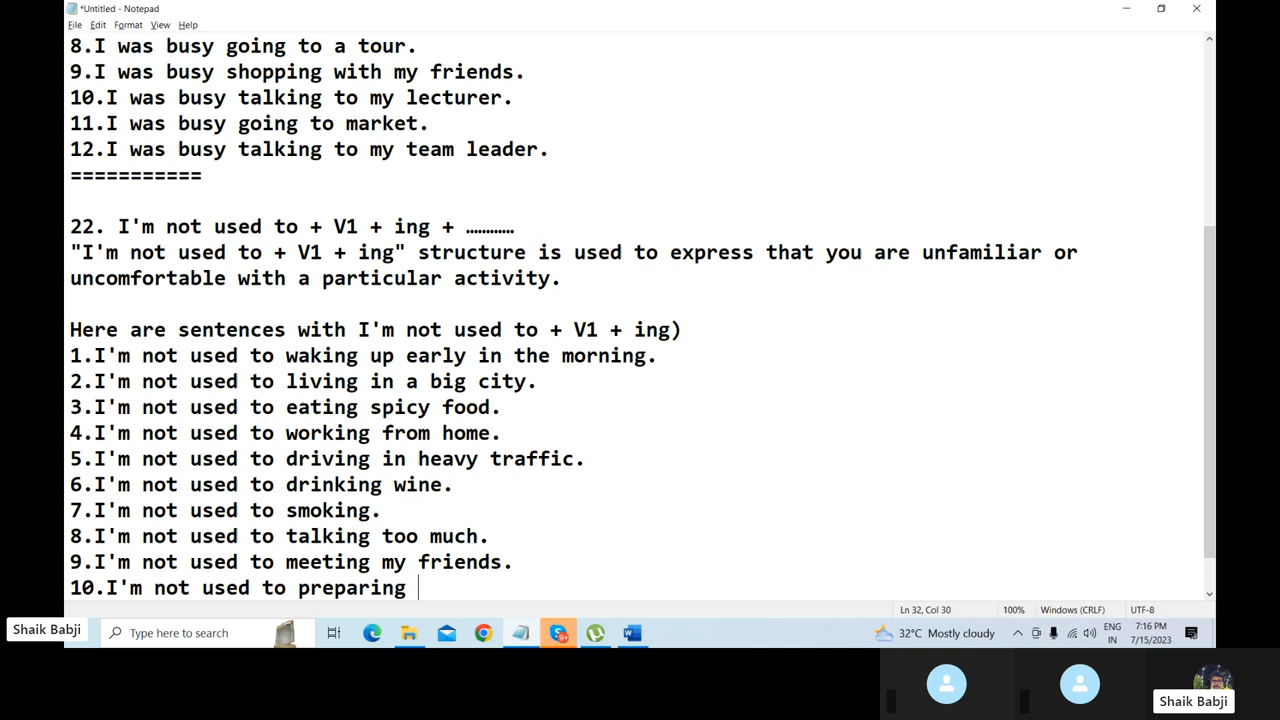 *Untitled - Notepad
File Edit Format View Help
8.I was busy going to a tour.
9.I was busy shopping with my friends.
10.I was busy talking to my lecturer.
11.I was busy going to market.
12.I was busy talking to my team leader.
===========
22. I'm not used to + V1 + ing + …………
"I'm not used to + V1 + ing" structure is used to express that you are unfamiliar or
uncomfortable with a particular activity.
Here are sentences with I'm not used to + V1 + ing)
1.I'm not used to waking up early in the morning.
2.I'm not used to living in a big city.
3.I'm not used to eating spicy food.
4.I'm not used to working from home.
5.I'm not used to driving in heavy traffic.
6.I'm not used to drinking wine.
7.I'm not used to smoking.
8.I'm not used to talking too much.
9.I'm not used to meeting my friends.
10.I'm not used to preparing
Ln 32, Col 30 100% Windows (CRLF) UTF-8
Shaik Babji
Type here to search
32°C Mostly cloudy
ENG
IN
7:16 PM
7/15/2023
Shaik Babji